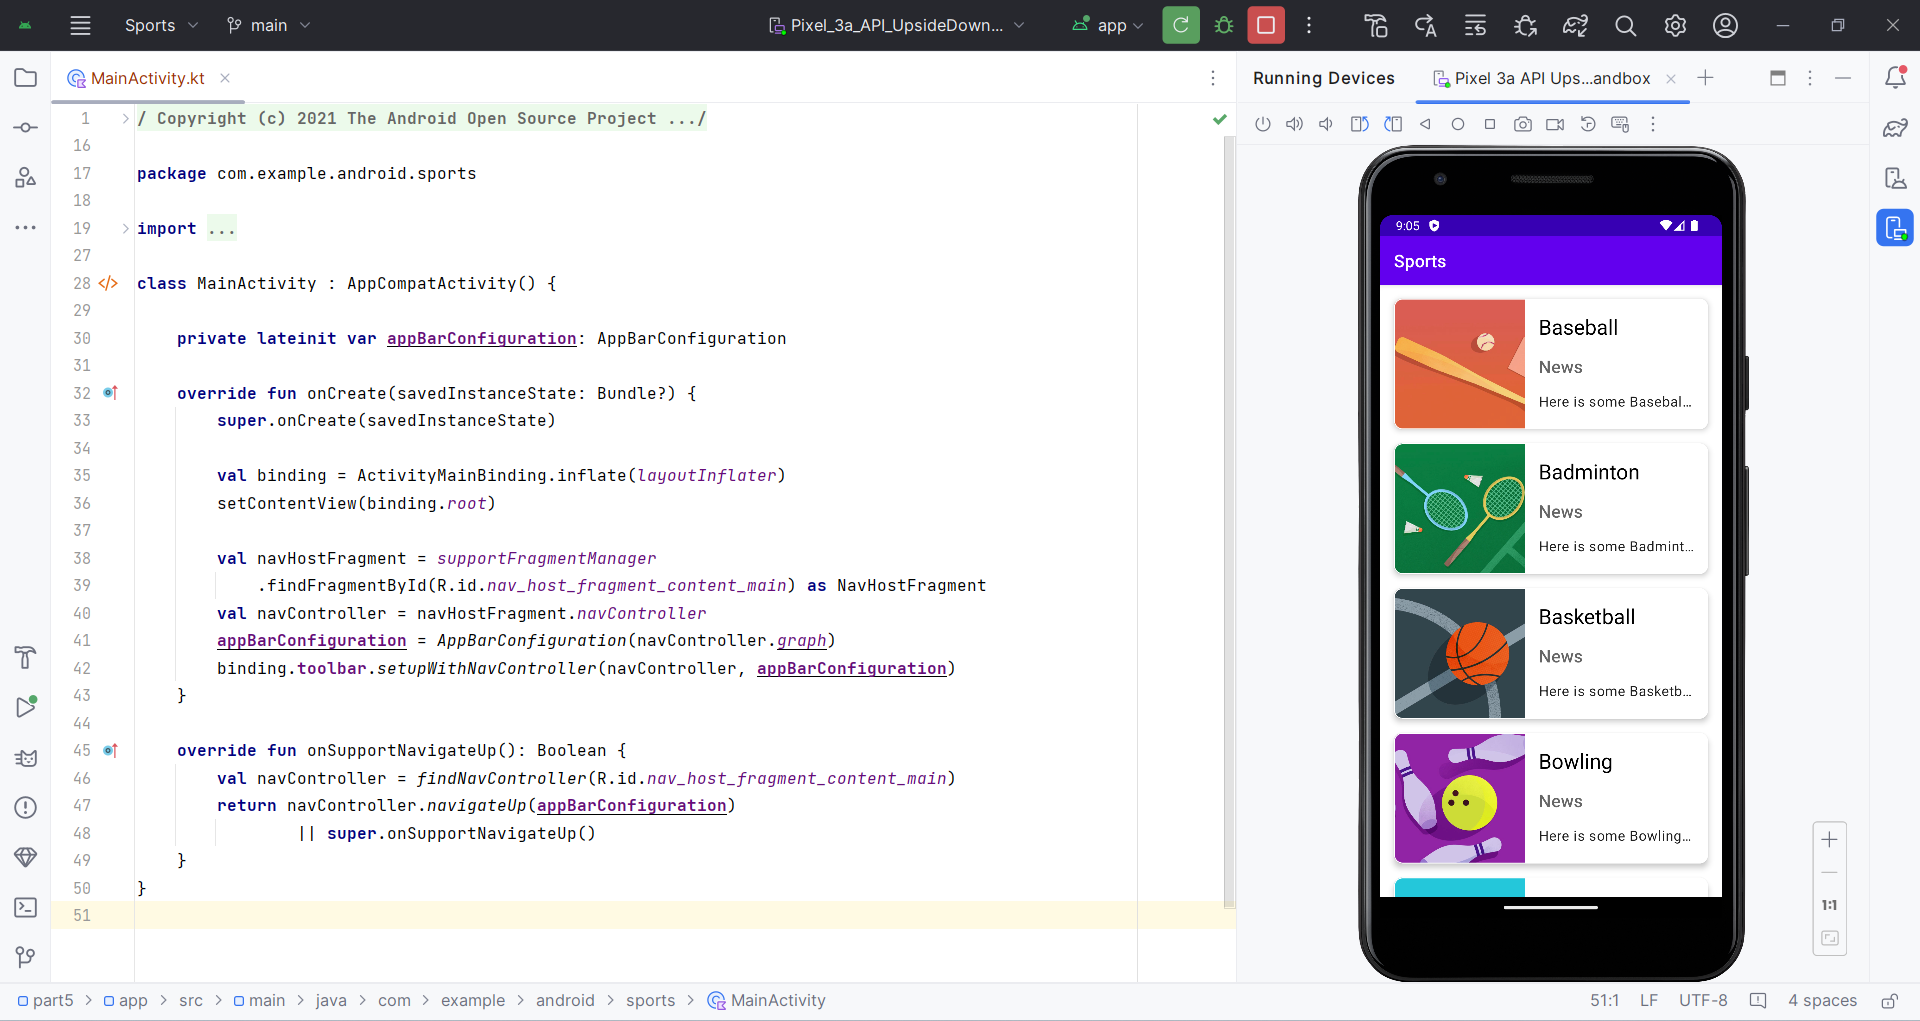 Sports
main
Pixel_3a_API_UpsideDown...
app
MainActivity.kt
Running Devices
Pixel 3a API Ups...andbox
1 / Copyright (c) 2021 The Android Open Source Project .../
16
17 package com.example.android.sports
18
19 import ...
27
28 class MainActivity : AppCompatActivity() {
29
30 private lateinit var appBarConfiguration: AppBarConfiguration
31
32 override fun onCreate(savedInstanceState: Bundle?) {
33 super.onCreate(savedInstanceState)
34
35 val binding = ActivityMainBinding.inflate(layoutInflater)
36 setContentView(binding.root)
37
38 val navHostFragment = supportFragmentManager
39 .findFragmentById(R.id.nav_host_fragment_content_main) as NavHostFragment
40 val navController = navHostFragment.navController
41 appBarConfiguration = AppBarConfiguration(navController.graph)
42 binding.toolbar.setupWithNavController(navController, appBarConfiguration)
43 }
44
45 override fun onSupportNavigateUp(): Boolean {
46 val navController = findNavController(R.id.nav_host_fragment_content_main)
47 return navController.navigateUp(appBarConfiguration)
48 || super.onSupportNavigateUp()
49 }
50 }
51
9:05
Sports
Baseball
News
Here is some Basebal...
Badminton
News
Here is some Badmint...
Basketball
News
Here is some Basketb...
Bowling
News
Here is some Bowling...
1:1
part5 > app > src > main > java > com > example > android > sports > MainActivity
51:1 LF UTF-8 4 spaces